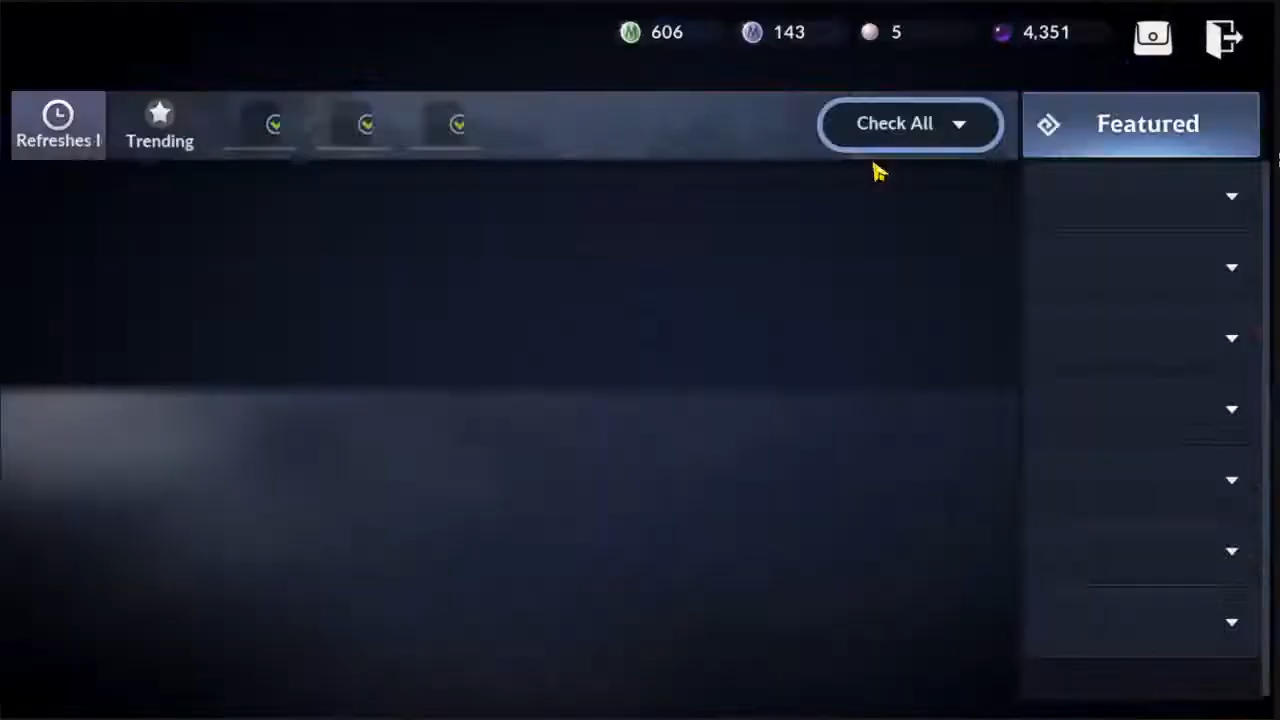 606
143
5
4,351
Refreshes I
Trending
Check All
Featured